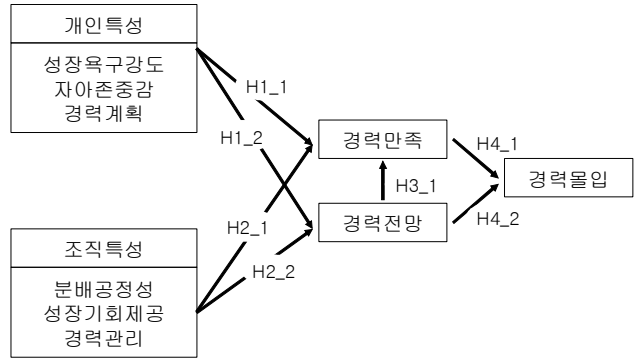 개인특성
성장욕구강도
자아존중감
경력계획
H1_1
H1_2
경력만족
H4_1
경력몰입
H3_1
H2_1
경력전망
H4_2
조직특성
H2_2
분배공정성
성장기회제공
경력관리